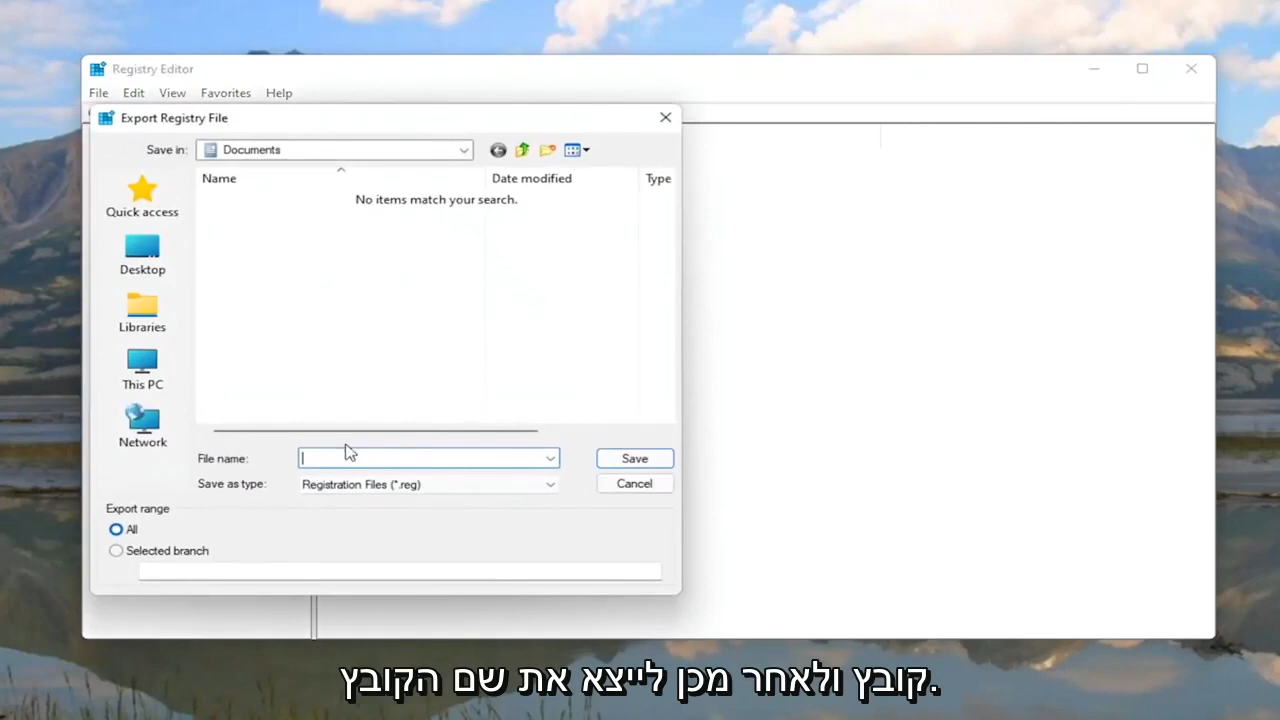 Registry Editor
File Edit View Favorites Help
Export Registry File
Save in: Documents
Name Date modified Type
No items match your search.
Quick access
Desktop
Libraries
This PC
Network
File name: Save
Save as type: Registration Files (*.reg) Cancel
Export range
All
Selected branch
קובץ ולאחר מכן לייצא את שם הקובץ.